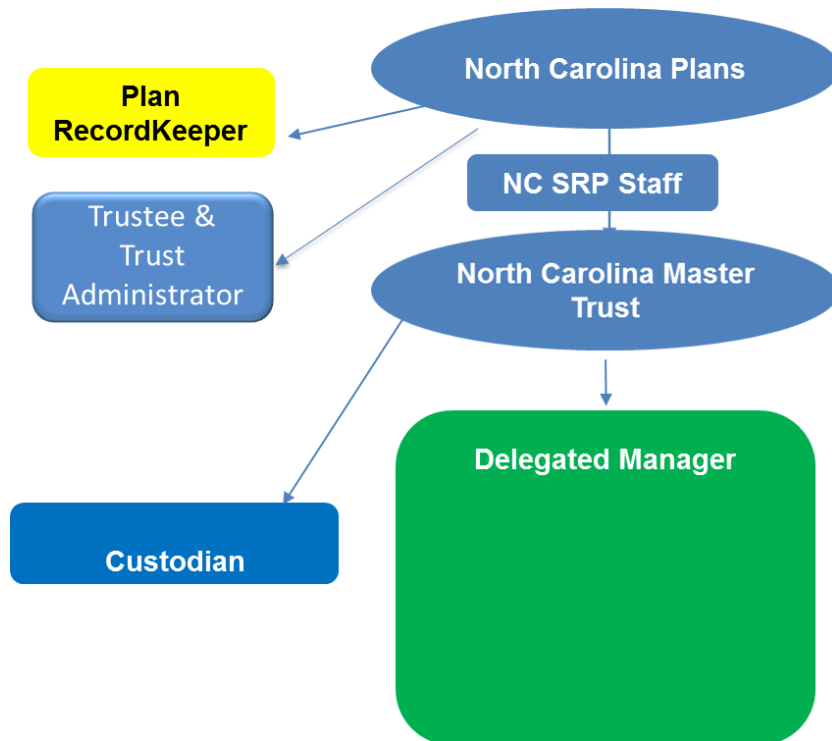 North Carolina Plans
Plan
RecordKeeper
NC SRP Staff
Trustee &
Trust
Administrator
North Carolina Master
Trust
Delegated Manager
Custodian